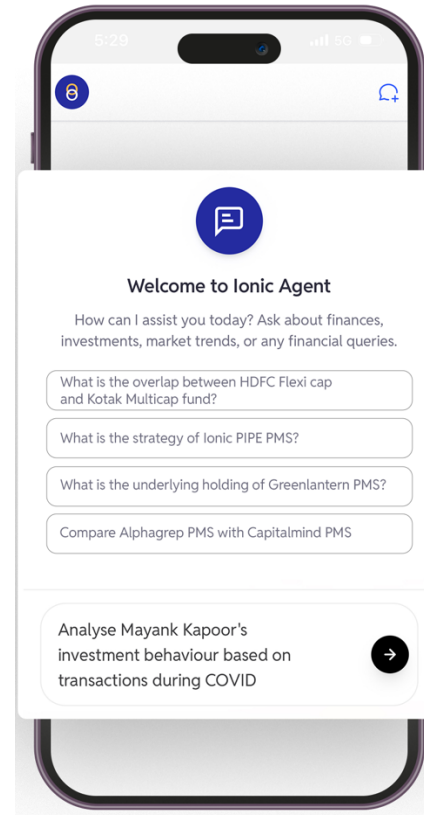 5:29
5G
Welcome to Ionic Agent
How can I assist you today? Ask about finances,
investments, market trends, or any financial queries.
What is the overlap between HDFC Flexi cap
and Kotak Multicap fund?
What is the strategy of Ionic PIPE PMS?
What is the underlying holding of Greenlantern PMS?
Compare Alphagrep PMS with Capitalmind PMS
Analyse Mayank Kapoor's
investment behaviour based on
transactions during COVID